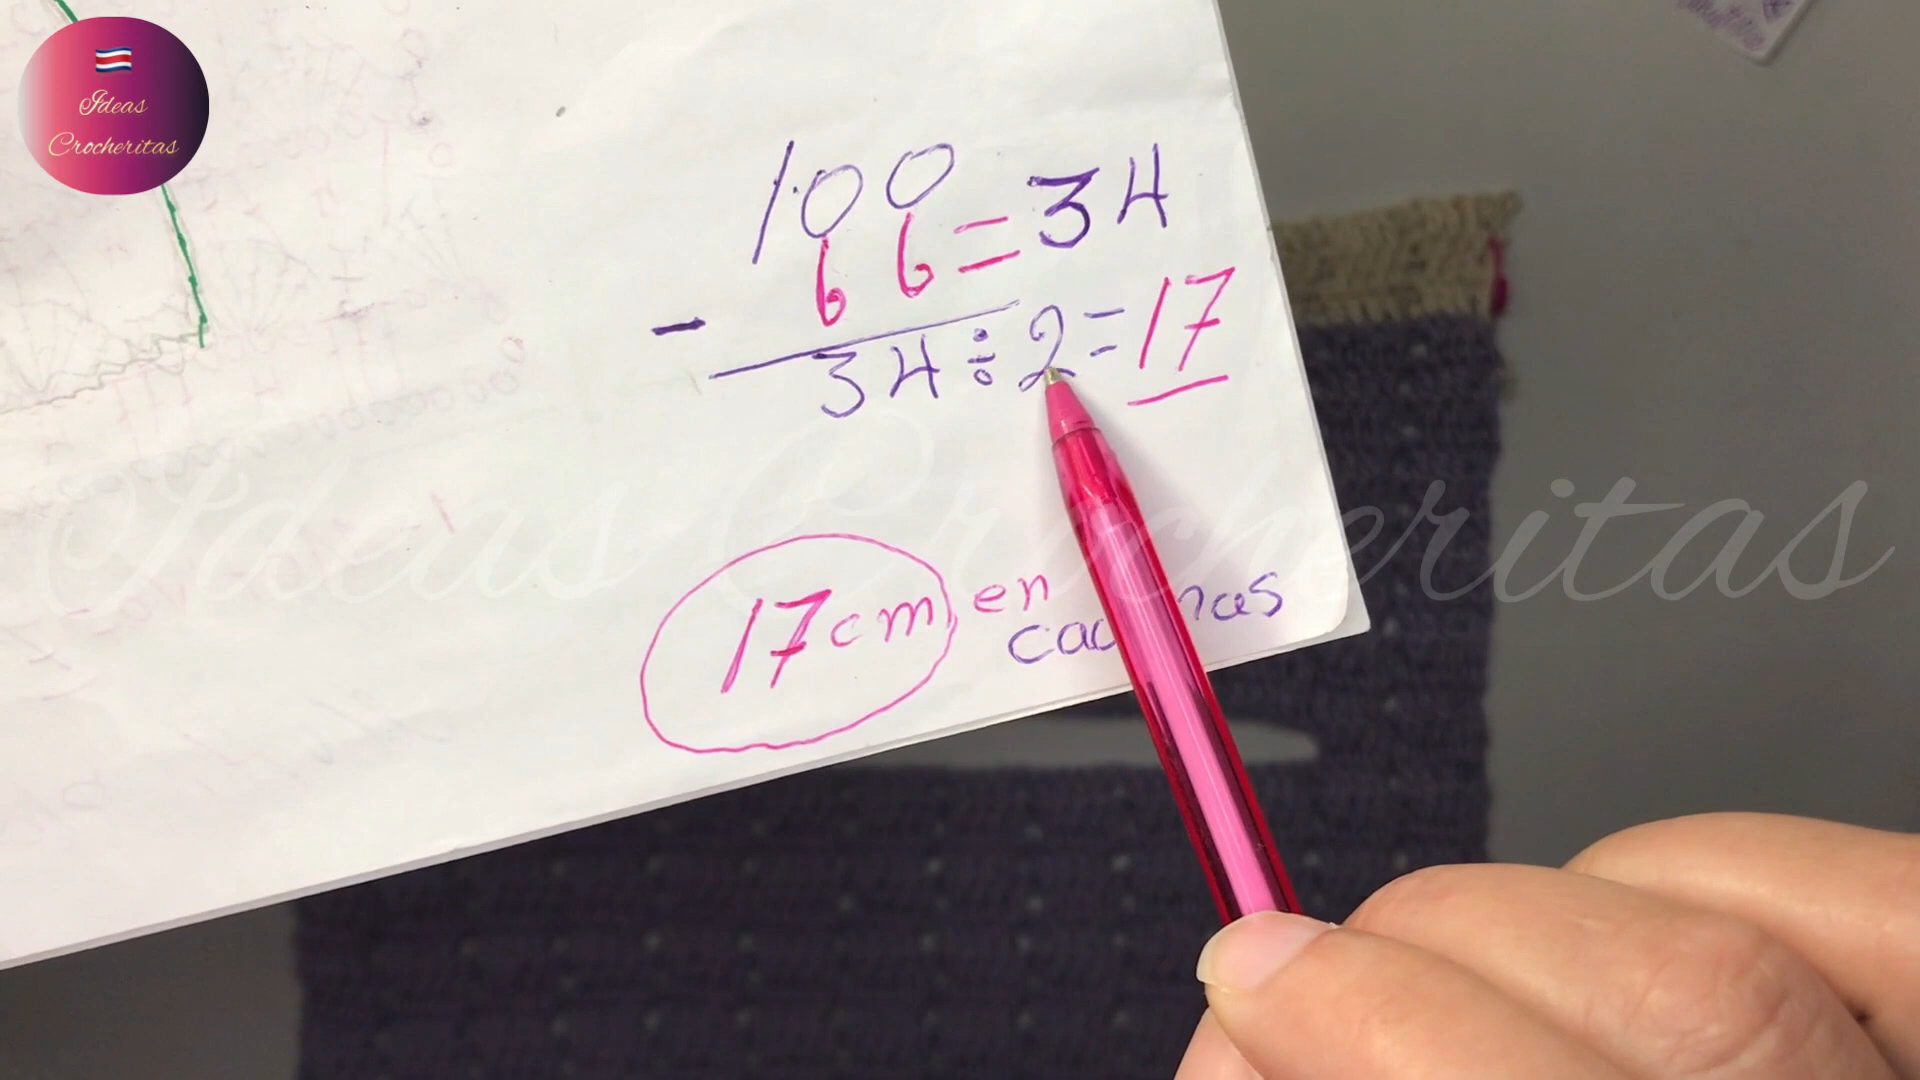 Ideas
Crocheritas
100
- 66 = 34
34 ÷ 2 = 17
Ideas Crocheritas
17cm en